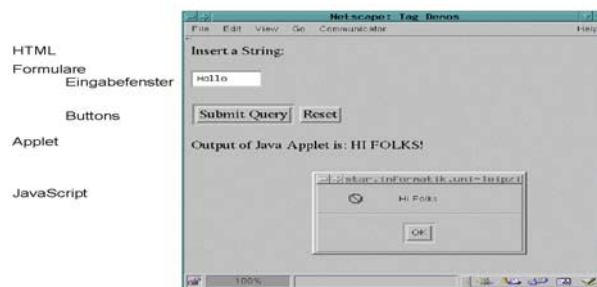 Netscape: Tag Demos
File Edit View Go Communicator Help
HTML
Insert a String:
Formulare
Eingabefenster
Hallo
Buttons
Submit Query Reset
Applet
Output of Java Applet is: HI FOLKS!
JavaScript
star.informatik.uni-leipzi
Hi Folks
OK
100%